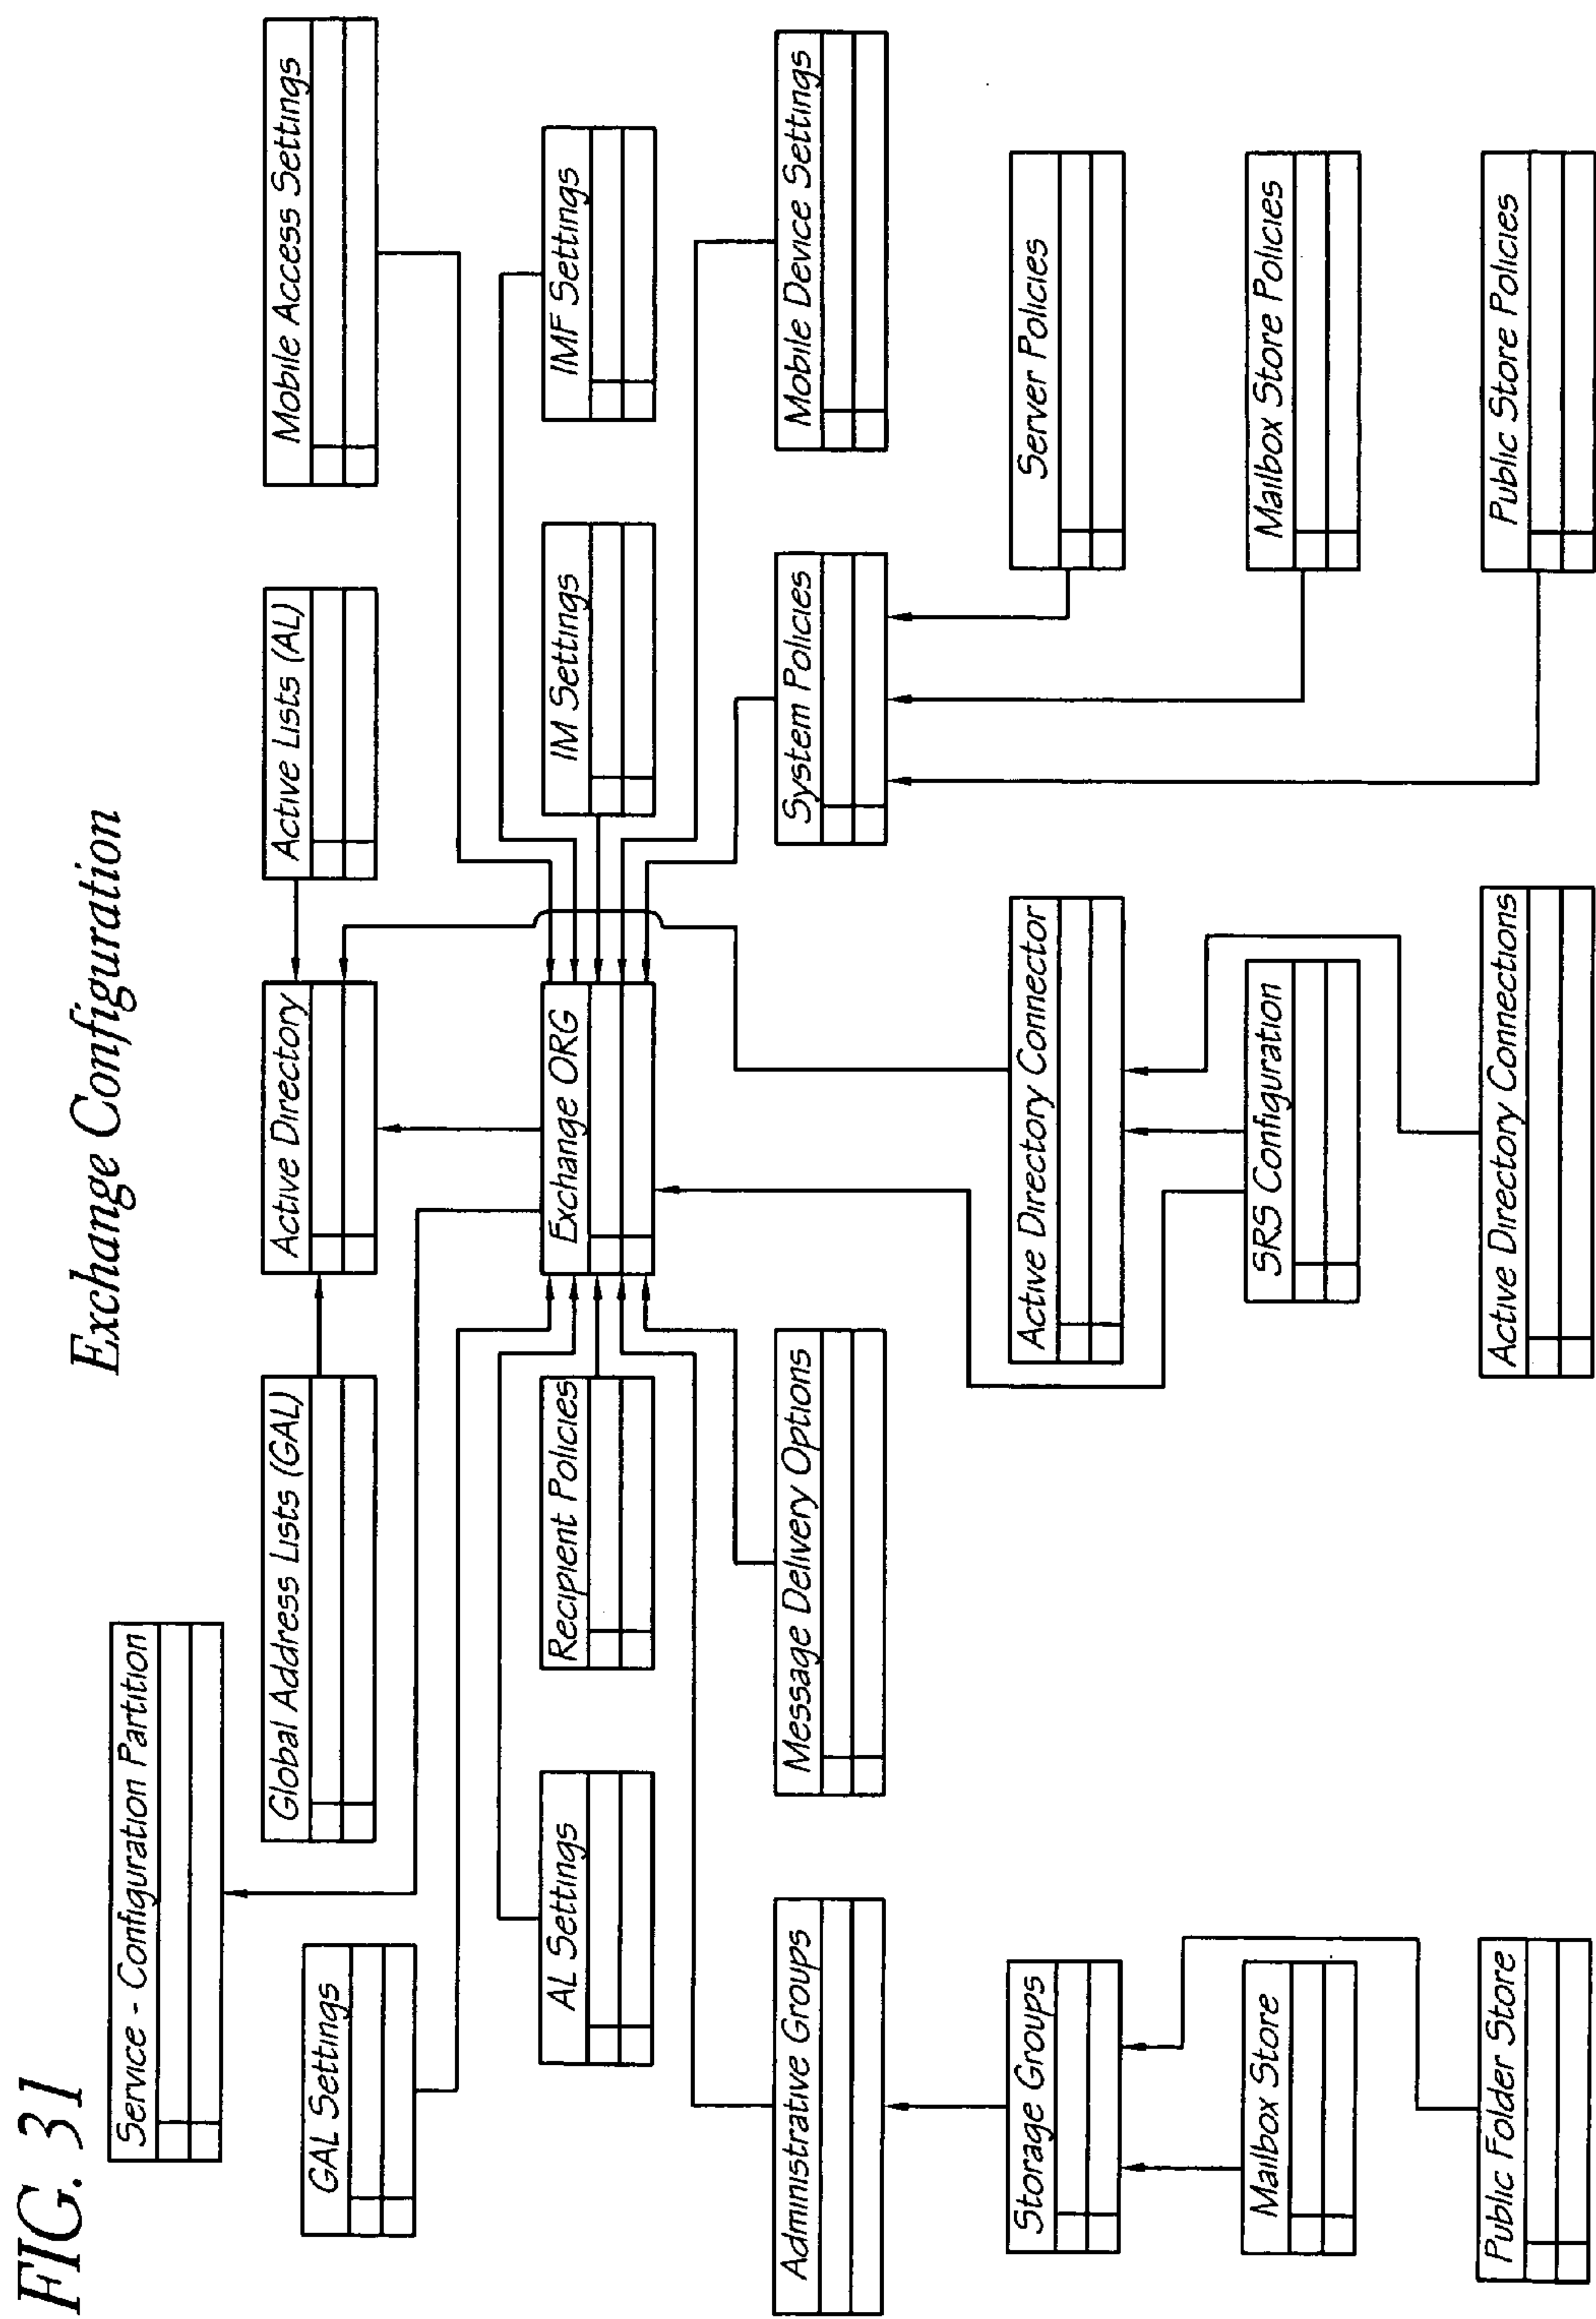 FIG. 31
Exchange Configuration
Service - Configuration Partition
GAL Settings
Global Address Lists (GAL)
Active Directory
Active Lists (AL)
Mobile Access Settings
AL Settings
Recipient Policies
Exchange ORG
IM Settings
IMF Settings
Administrative Groups
Message Delivery Options
System Policies
Mobile Device Settings
Storage Groups
Active Directory Connector
Server Policies
Mailbox Store
SRS Configuration
Mailbox Store Policies
Public Folder Store
Active Directory Connections
Public Store Policies